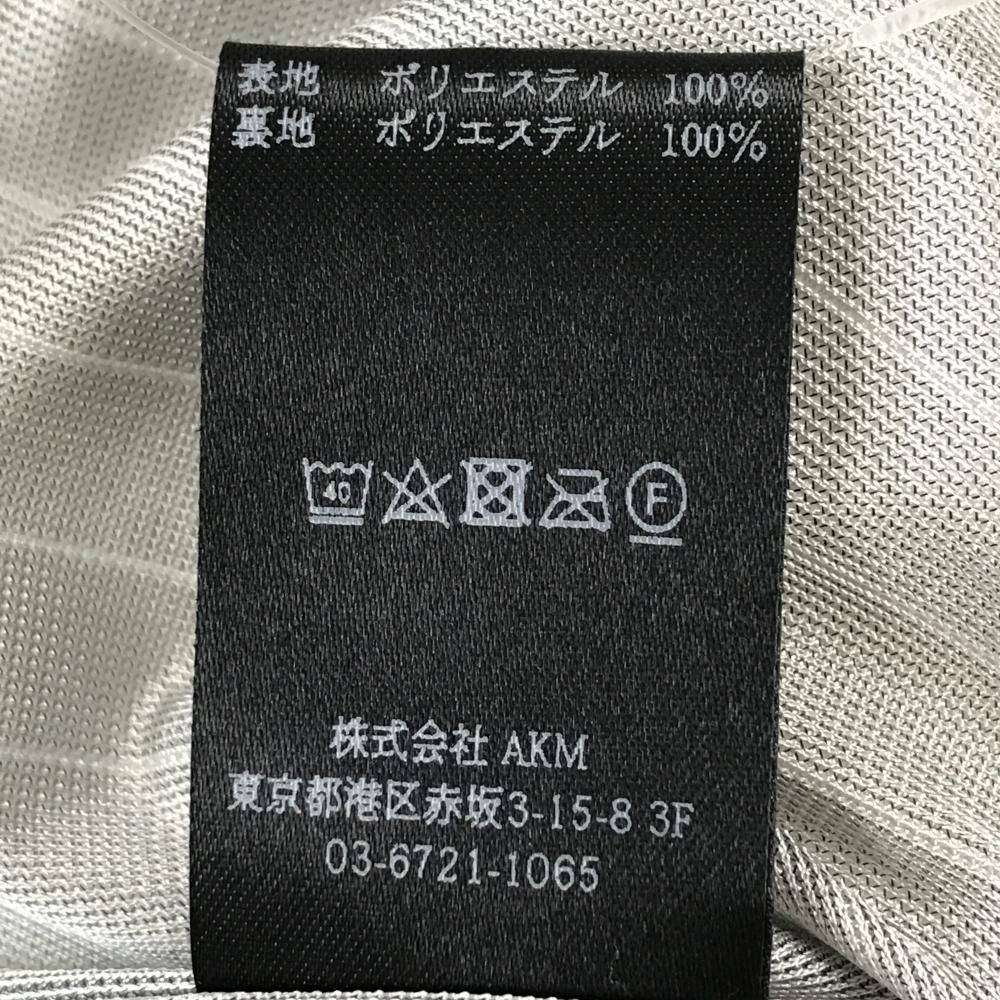 表地 ポリエステル 100%
裏地 ポリエステル 100%
40 F
株式会社 AKM
東京都港区赤坂3-15-8 3F
03-6721-1065